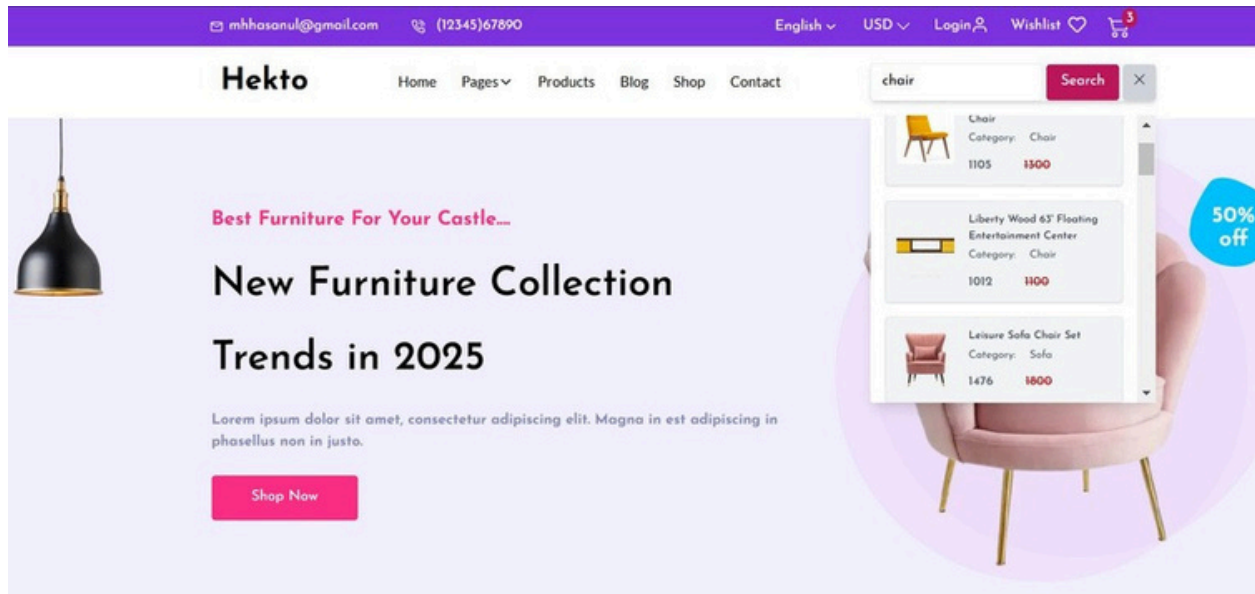 mhhasanul@gmail.com (12345)67890 English USD Login Wishlist 3
Hekto Home Pages Products Blog Shop Contact chair Search
Chair
Category: Chair
1105 1300
Liberty Wood 63" Floating
Entertainment Center
Category: Chair
1012 1100
Leisure Sofa Chair Set
Category: Sofa
1476 1800
50%
off
Best Furniture For Your Castle....
New Furniture Collection
Trends in 2025
Lorem ipsum dolor sit amet, consectetur adipiscing elit. Magna in est adipiscing in
phasellus non in justo.
Shop Now